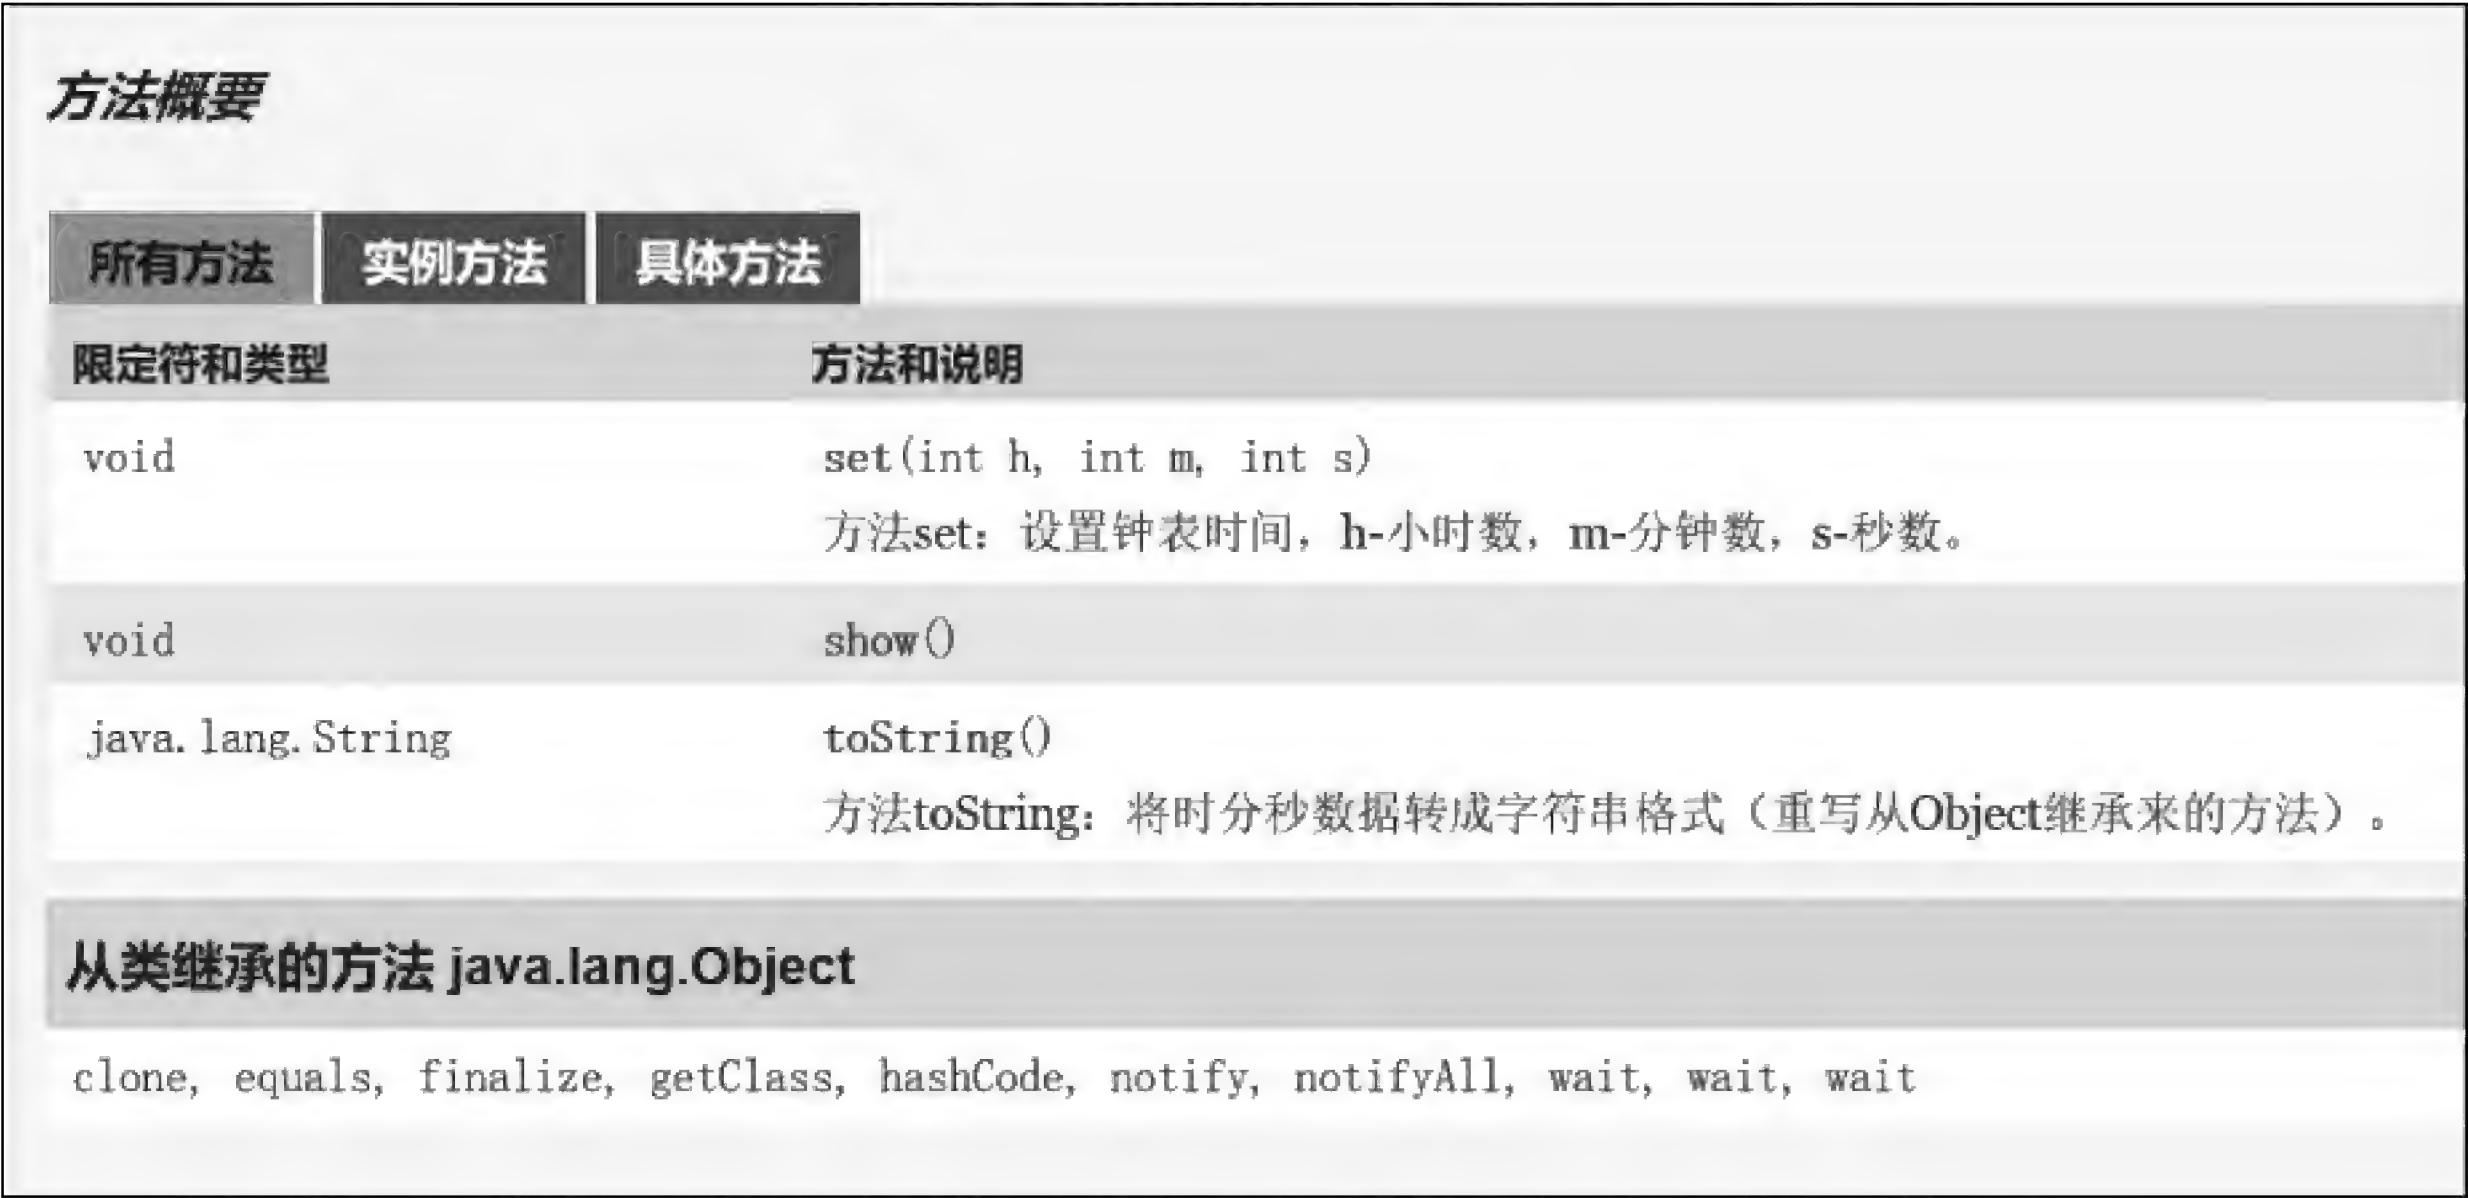 方法概要
所有方法 实例方法 具体方法
限定符和类型 方法和说明
void set(int h, int m, int s)
方法set：设置钟表时间，h-小时数，m-分钟数，s-秒数。
void show()
java.lang.String toString()
方法toString：将时分秒数据转成字符串格式（重写从Object继承来的方法）。
从类继承的方法 java.lang.Object
clone, equals, finalize, getClass, hashCode, notify, notifyAll, wait, wait, wait